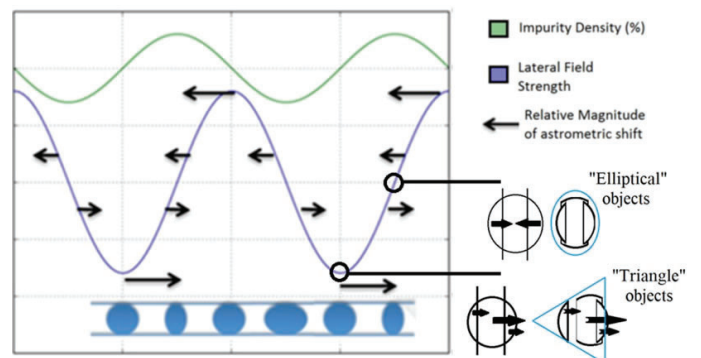 Impurity Density (%)
Lateral Field
Strength
Relative Magnitude
of astrometric shift
"Elliptical"
objects
"Triangle"
objects